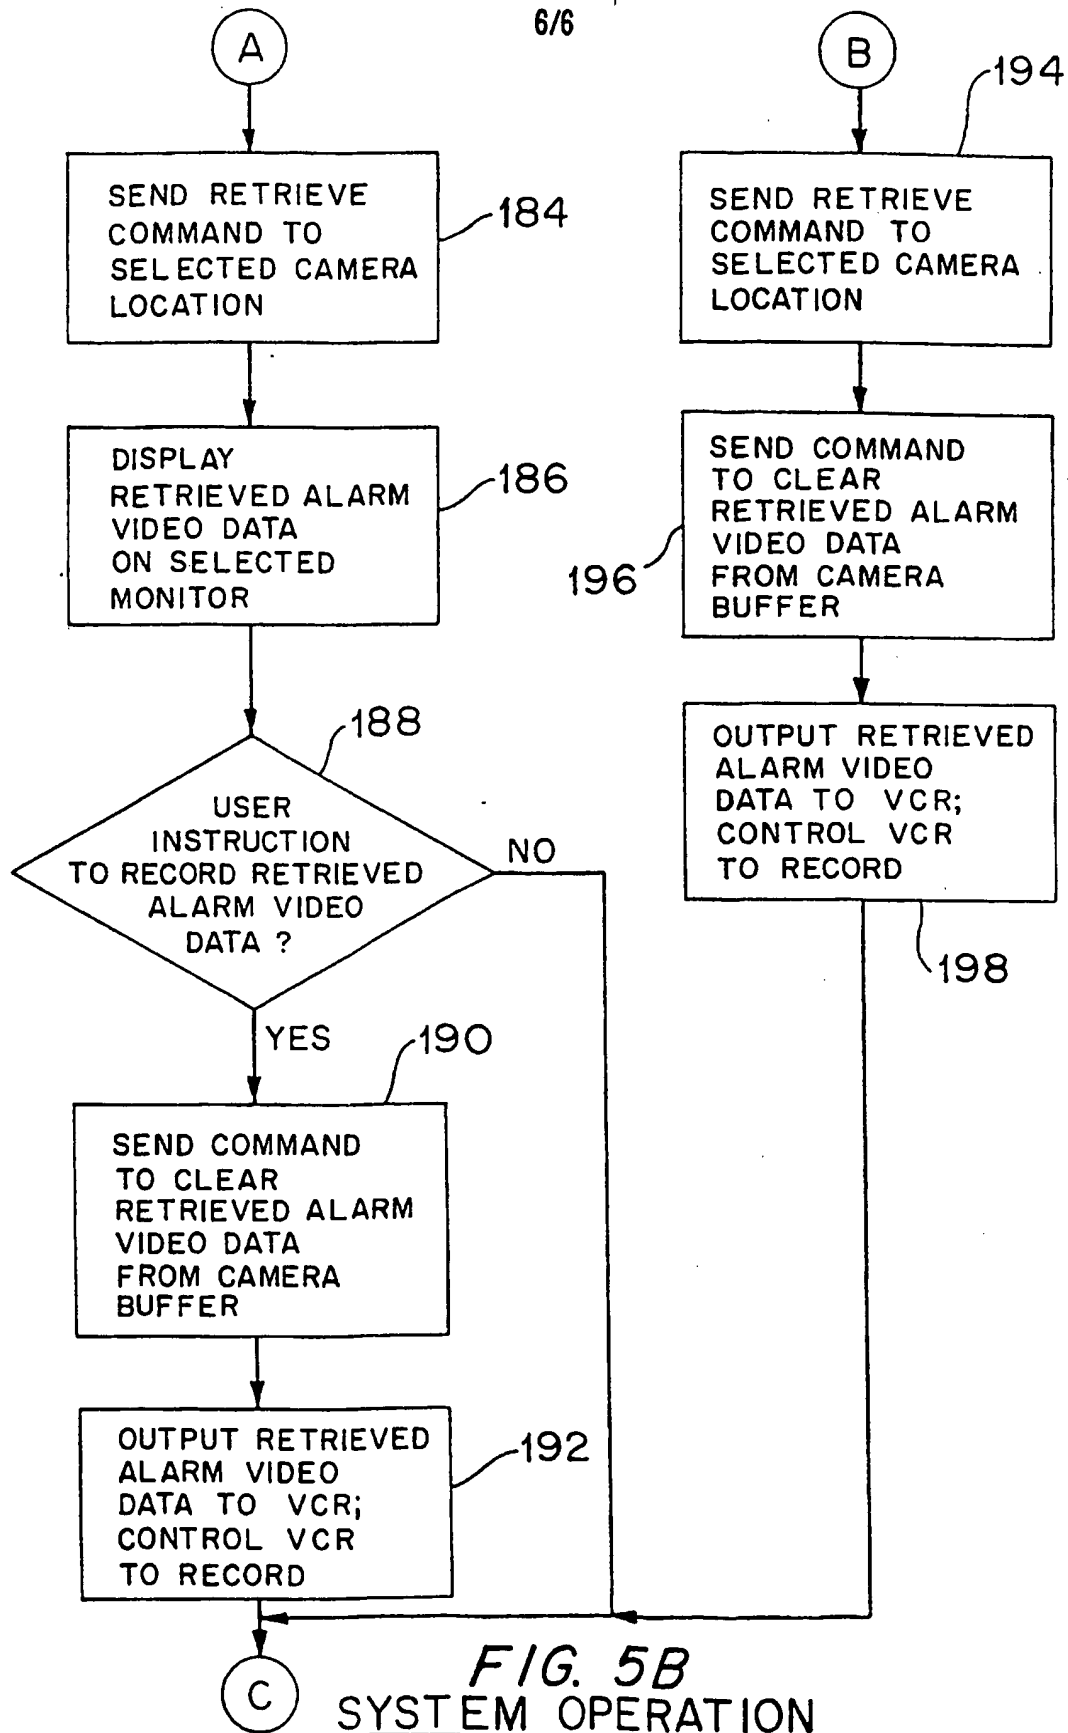 6/6
A
SEND RETRIEVE
COMMAND TO
SELECTED CAMERA
LOCATION
184
DISPLAY
RETRIEVED ALARM
VIDEO DATA
ON SELECTED
MONITOR
186
188
USER
INSTRUCTION
TO RECORD RETRIEVED
ALARM VIDEO
DATA ?
NO
YES
190
SEND COMMAND
TO CLEAR
RETRIEVED ALARM
VIDEO DATA
FROM CAMERA
BUFFER
OUTPUT RETRIEVED
ALARM VIDEO
DATA TO VCR;
CONTROL VCR
TO RECORD
192
C
B
194
SEND RETRIEVE
COMMAND TO
SELECTED CAMERA
LOCATION
SEND COMMAND
TO CLEAR
RETRIEVED ALARM
VIDEO DATA
FROM CAMERA
BUFFER
196
OUTPUT RETRIEVED
ALARM VIDEO
DATA TO VCR;
CONTROL VCR
TO RECORD
198
FIG. 5B
SYSTEM OPERATION